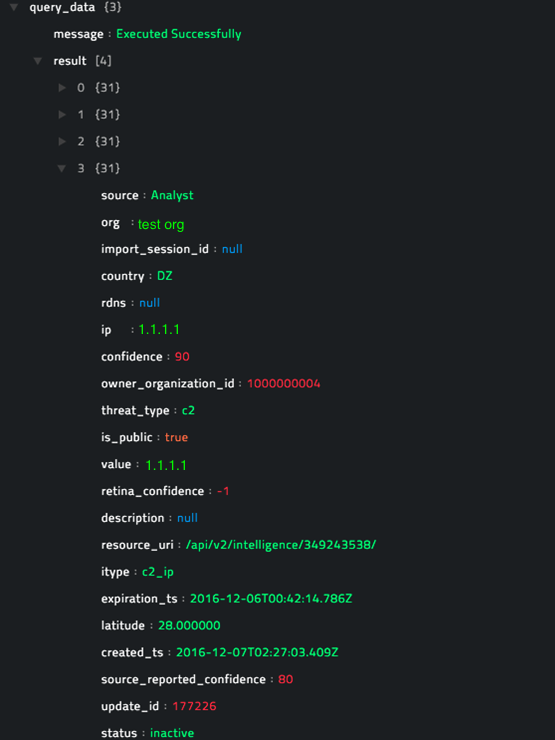 query_data {3}
message : Executed Successfully
result [4]
0 {31}
1 {31}
2 {31}
3 {31}
source : Analyst
org : test org
import_session_id : null
country : DZ
rdns : null
ip : 1.1.1.1
confidence : 90
owner_organization_id : 1000000004
threat_type : c2
is_public : true
value : 1.1.1.1
retina_confidence : -1
description : null
resource_uri : /api/v2/intelligence/349243538/
itype : c2_ip
expiration_ts : 2016-12-06T00:42:14.786Z
latitude : 28.000000
created_ts : 2016-12-07T02:27:03.409Z
source_reported_confidence : 80
update_id : 177226
status : inactive